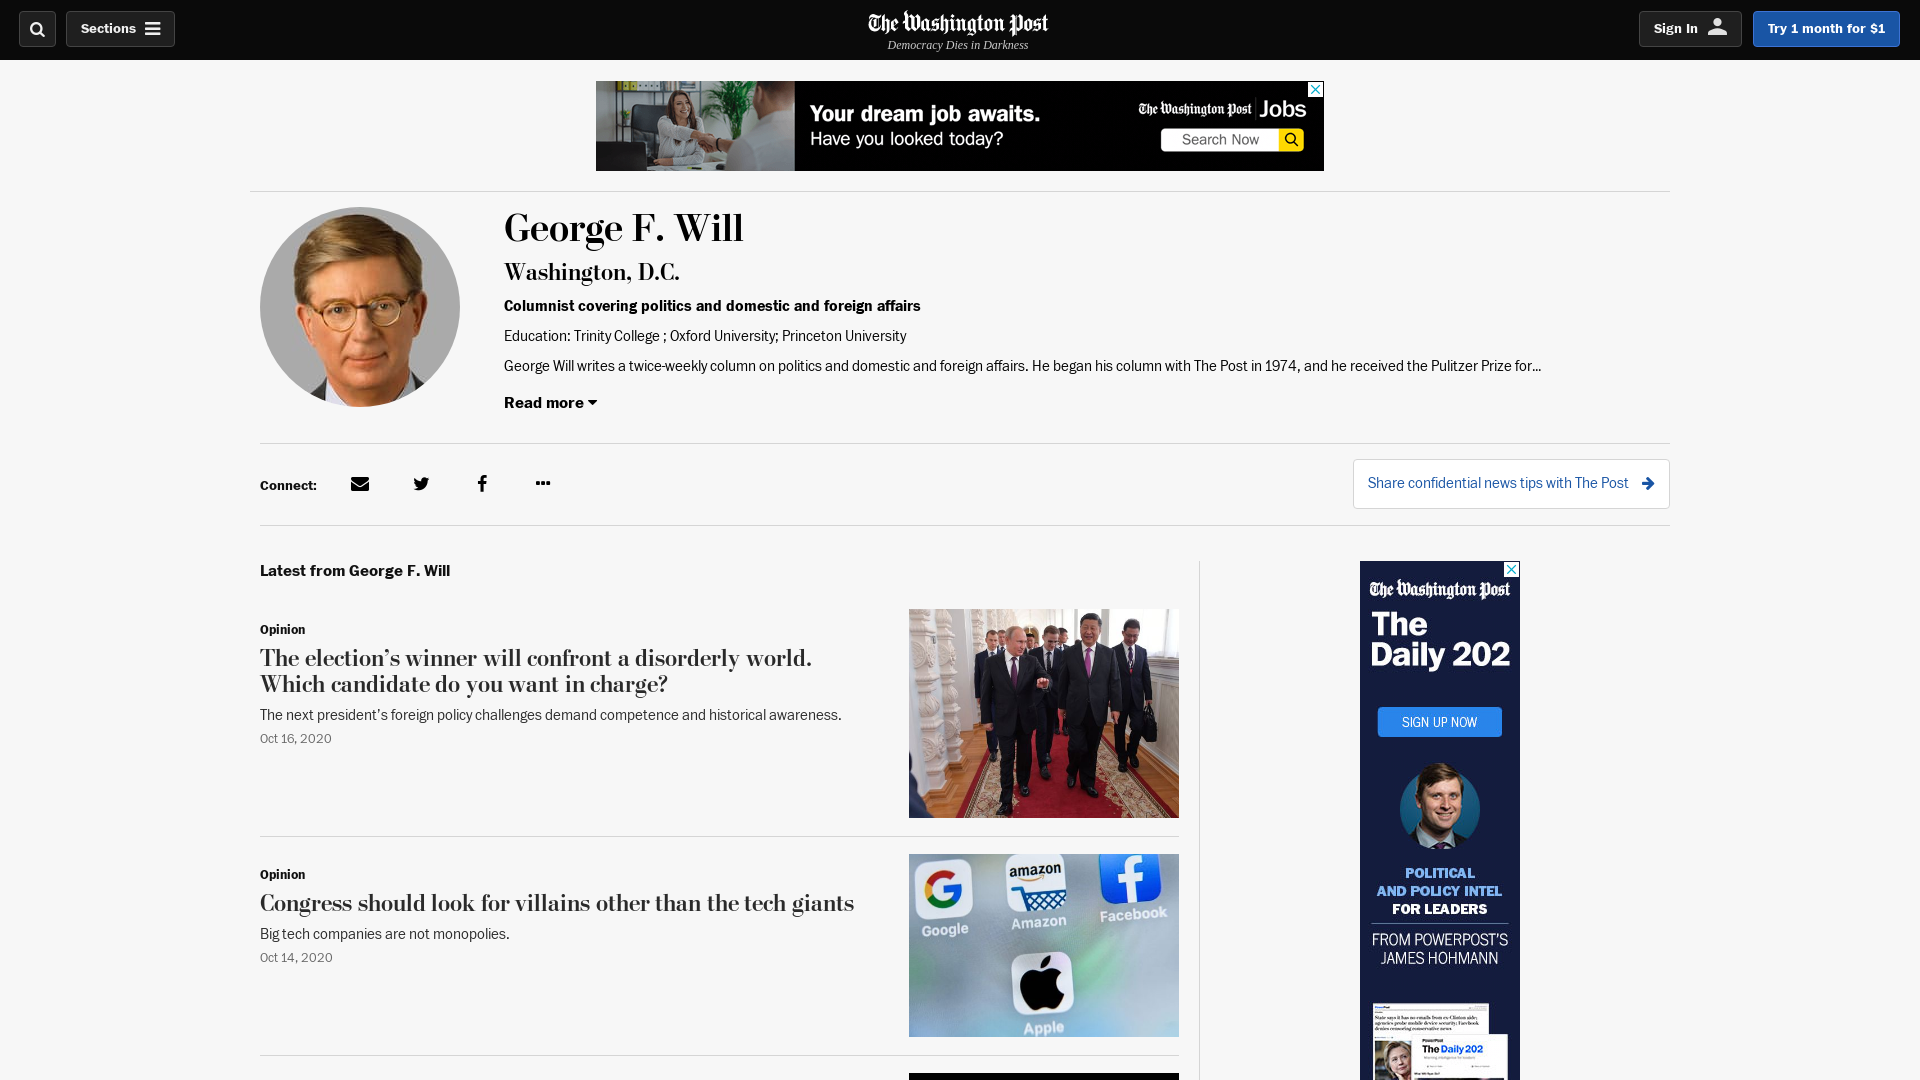 Sections
The Washington Post
Democracy Dies in Darkness
Sign In
Try 1 month for $1
Your dream job awaits.
Have you looked today?
The Washington Post Jobs
Search Now
George F. Will
Washington, D.C.
Columnist covering politics and domestic and foreign affairs
Education: Trinity College ; Oxford University; Princeton University
George Will writes a twice-weekly column on politics and domestic and foreign affairs. He began his column with The Post in 1974, and he received the Pulitzer Prize for...
Read more
Connect:
Share confidential news tips with The Post
Latest from George F. Will
Opinion
The election’s winner will confront a disorderly world.
Which candidate do you want in charge?
The next president’s foreign policy challenges demand competence and historical awareness.
Oct 16, 2020
Opinion
Congress should look for villains other than the tech giants
Big tech companies are not monopolies.
Oct 14, 2020
amazon
Google
Amazon
Facebook
Apple
The Washington Post
The
Daily 202
SIGN UP NOW
POLITICAL
AND POLICY INTEL
FOR LEADERS
FROM POWERPOST’S
JAMES HOHMANN
The Daily 202